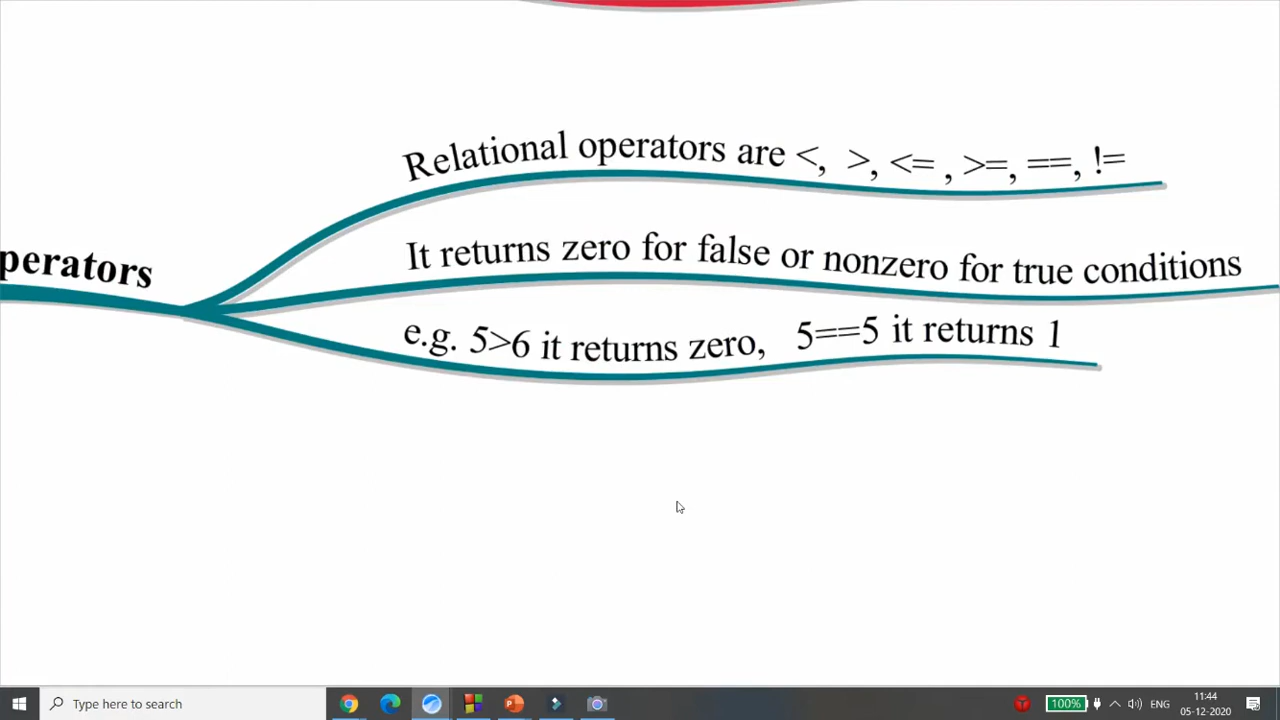 Relational operators are <, >, <= , >=, ==, !=
perators
It returns zero for false or nonzero for true conditions
e.g. 5>6 it returns zero, 5==5 it returns 1
Type here to search
100%
ENG
11:44
05-12-2020